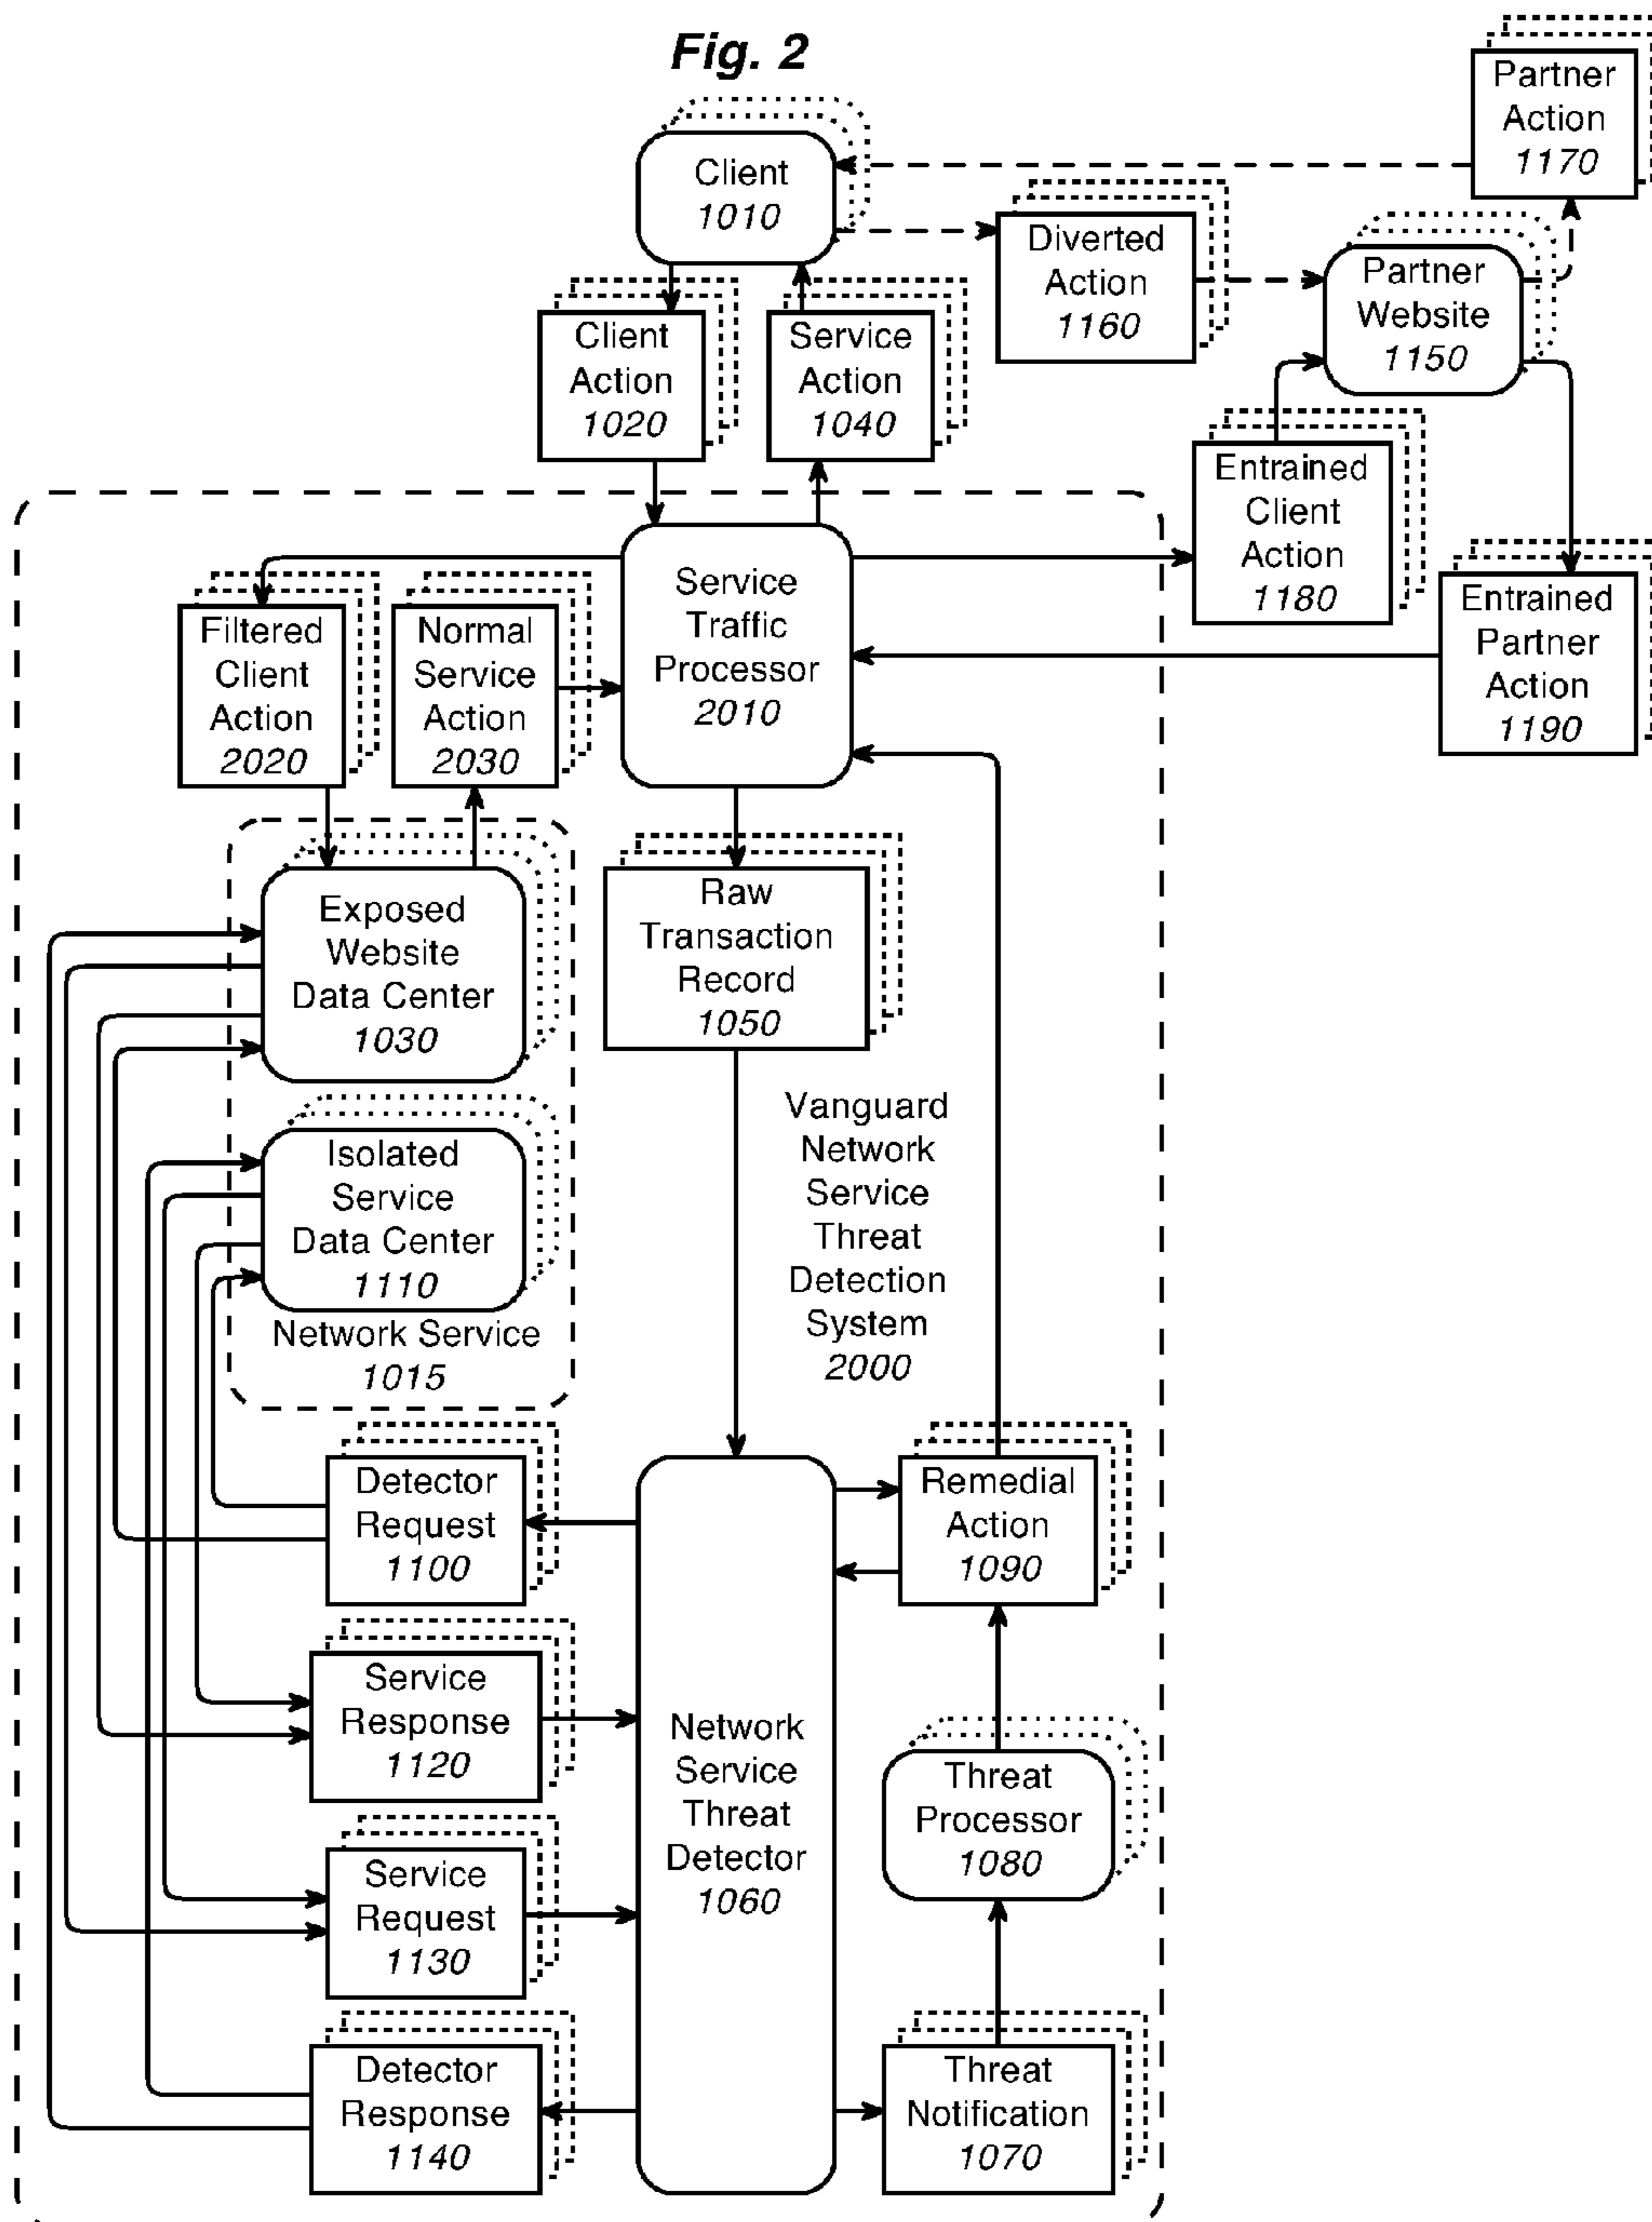 Fig. 2
Partner
Action
1170
Client
1010
Diverted
Action
1160
Partner
Website
1150
Client
Action
1020
Service
Action
1040
Entrained
Client
Action
1180
Entrained
Partner
Action
1190
Service
Traffic
Processor
2010
Filtered
Client
Action
2020
Normal
Service
Action
2030
Exposed
Website
Data Center
1030
Raw
Transaction
Record
1050
Isolated
Service
Data Center
1110
Network Service
1015
Vanguard
Network
Service
Threat
Detection
System
2000
Detector
Request
1100
Remedial
Action
1090
Service
Response
1120
Network
Service
Threat
Detector
1060
Threat
Processor
1080
Service
Request
1130
Detector
Response
1140
Threat
Notification
1070